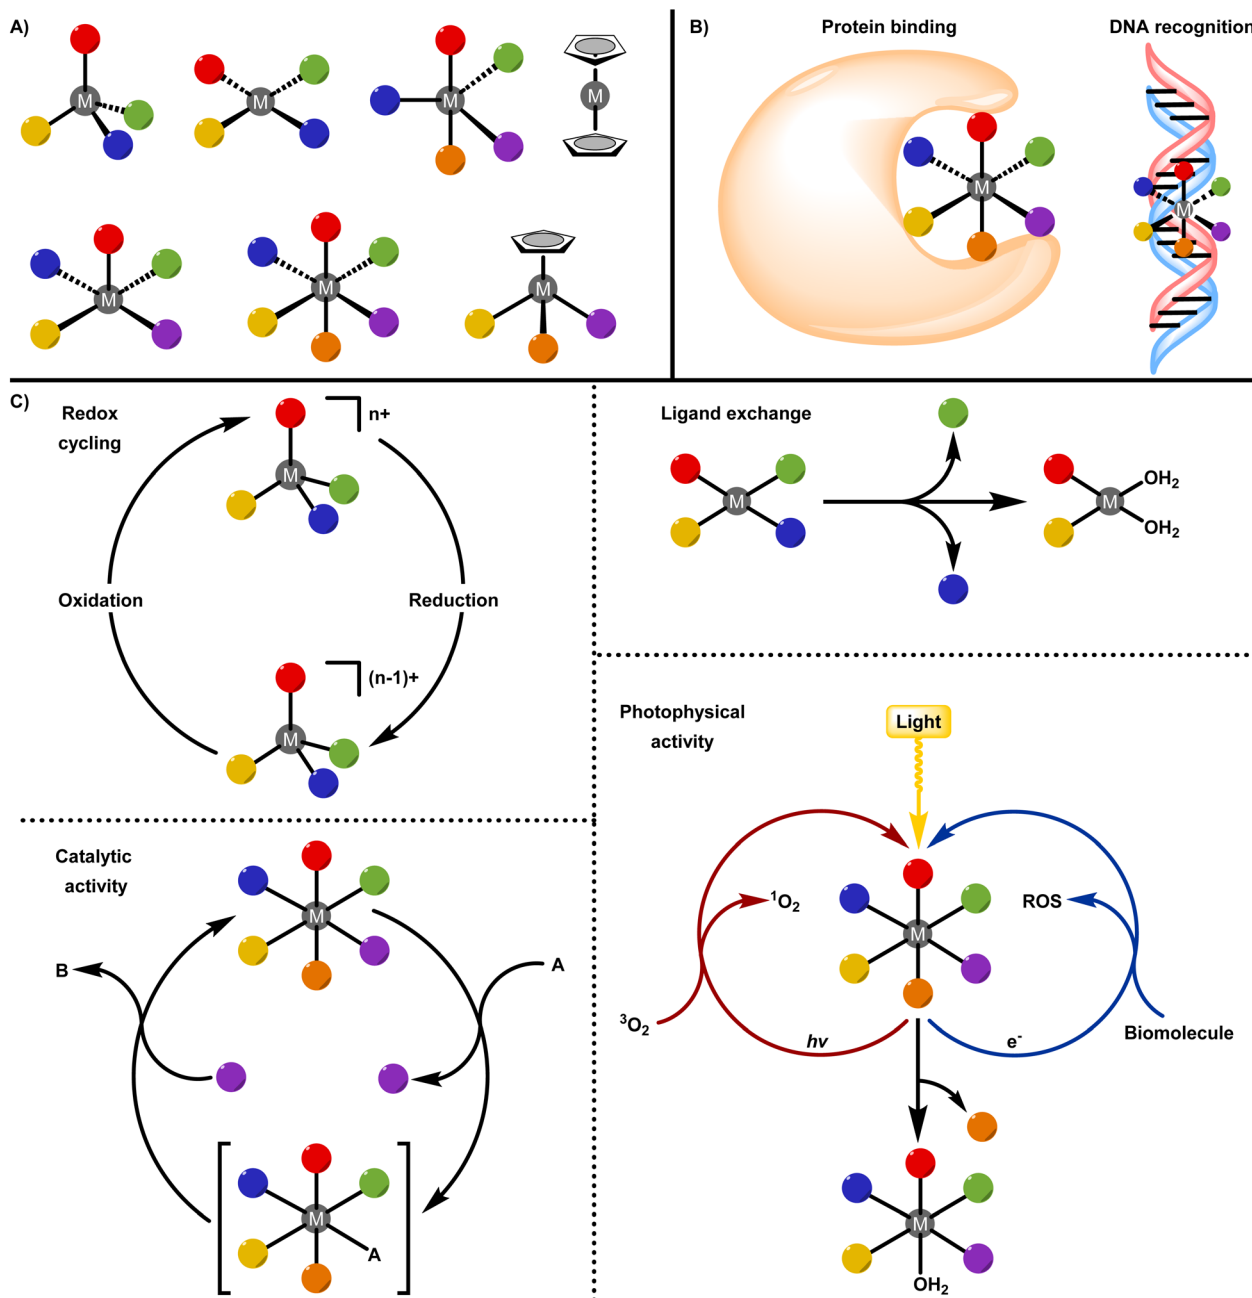 A)
M
M
M
M
M
M
M
B)
Protein binding
DNA recognition
M
M
C)
Redox
cycling
n+
M
Oxidation
Reduction
(n-1)+
M
Ligand exchange
M
M
OH₂
OH₂
Photophysical
activity
Light
¹O₂
ROS
M
³O₂
hν
e⁻
Biomolecule
M
OH₂
Catalytic
activity
M
B
A
M
A